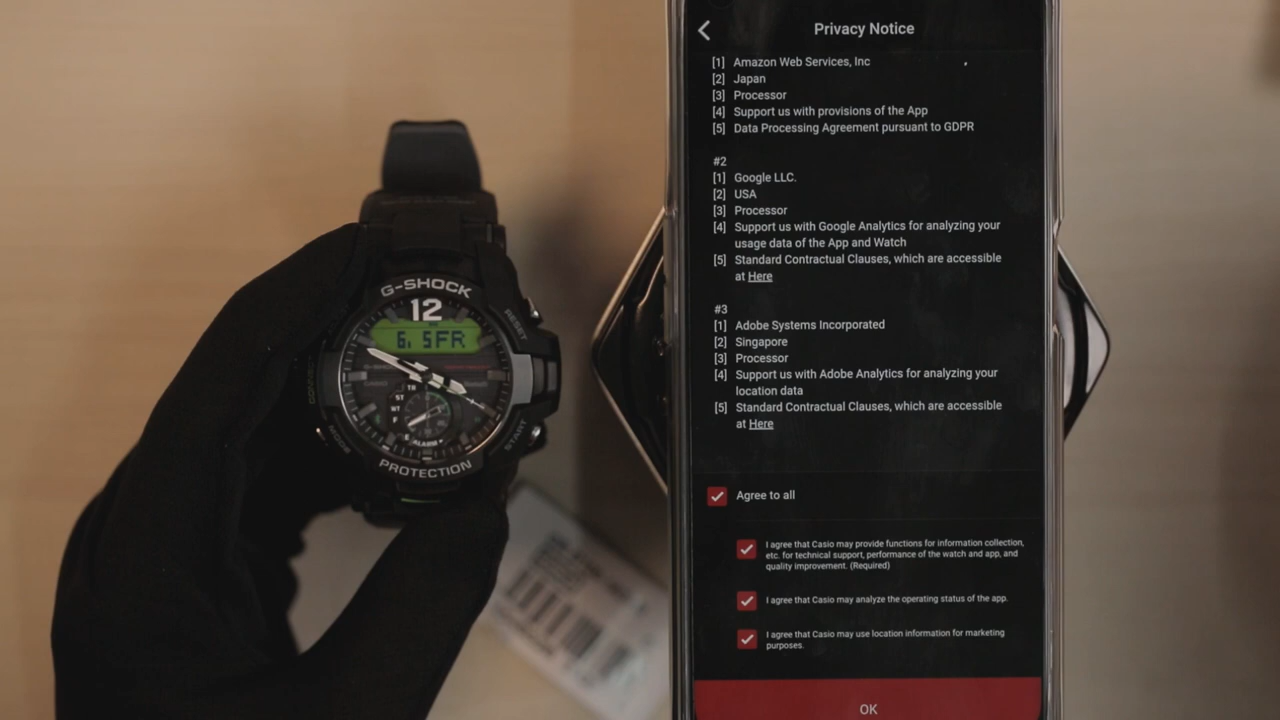 G-SHOCK
12
6. 5FR
RESET
TR
ST
WT
ALARM
MODE
START
PROTECTION
Privacy Notice
[1] Amazon Web Services, Inc
[2] Japan
[3] Processor
[4] Support us with provisions of the App
[5] Data Processing Agreement pursuant to GDPR
#2
[1] Google LLC.
[2] USA
[3] Processor
[4] Support us with Google Analytics for analyzing your
usage data of the App and Watch
[5] Standard Contractual Clauses, which are accessible
at Here
#3
[1] Adobe Systems Incorporated
[2] Singapore
[3] Processor
[4] Support us with Adobe Analytics for analyzing your
location data
[5] Standard Contractual Clauses, which are accessible
at Here
Agree to all
I agree that Casio may provide functions for information collection,
etc. for technical support, performance of the watch and app, and
quality improvement. (Required)
I agree that Casio may analyze the operating status of the app.
I agree that Casio may use location information for marketing
purposes.
OK